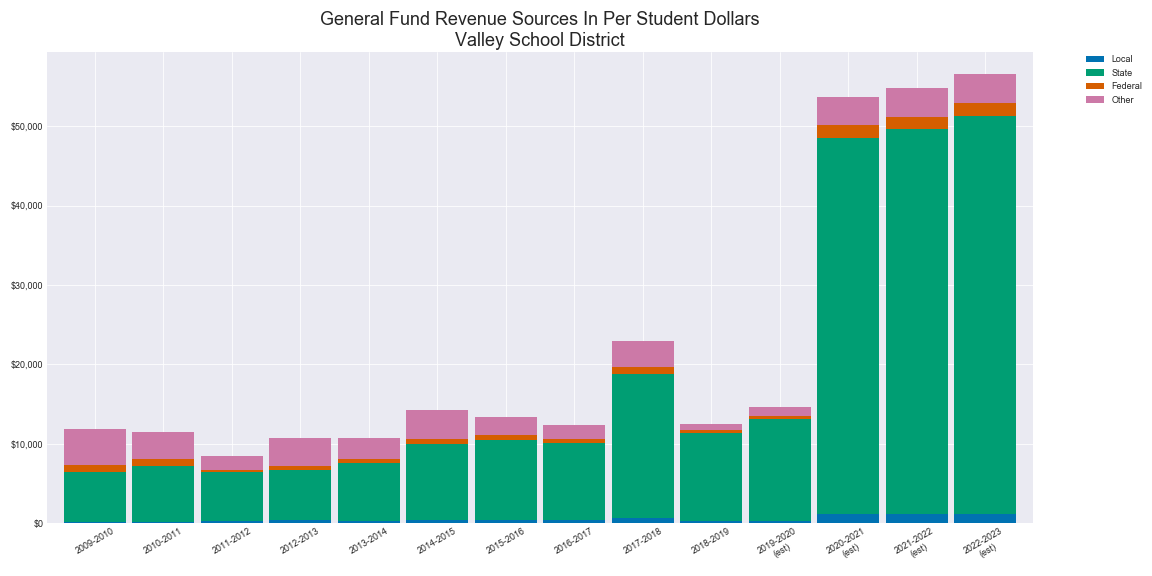 General Fund Revenue Sources In Per Student Dollars
Valley School District
Local
State
Federal
Other
$50,000
$40,000
$30,000
$20,000
$10,000
$0
2009-2010
2010-2011
2011-2012
2012-2013
2013-2014
2014-2015
2015-2016
2016-2017
2017-2018
2018-2019
2019-2020
(est)
2020-2021
(est)
2021-2022
(est)
2022-2023
(est)